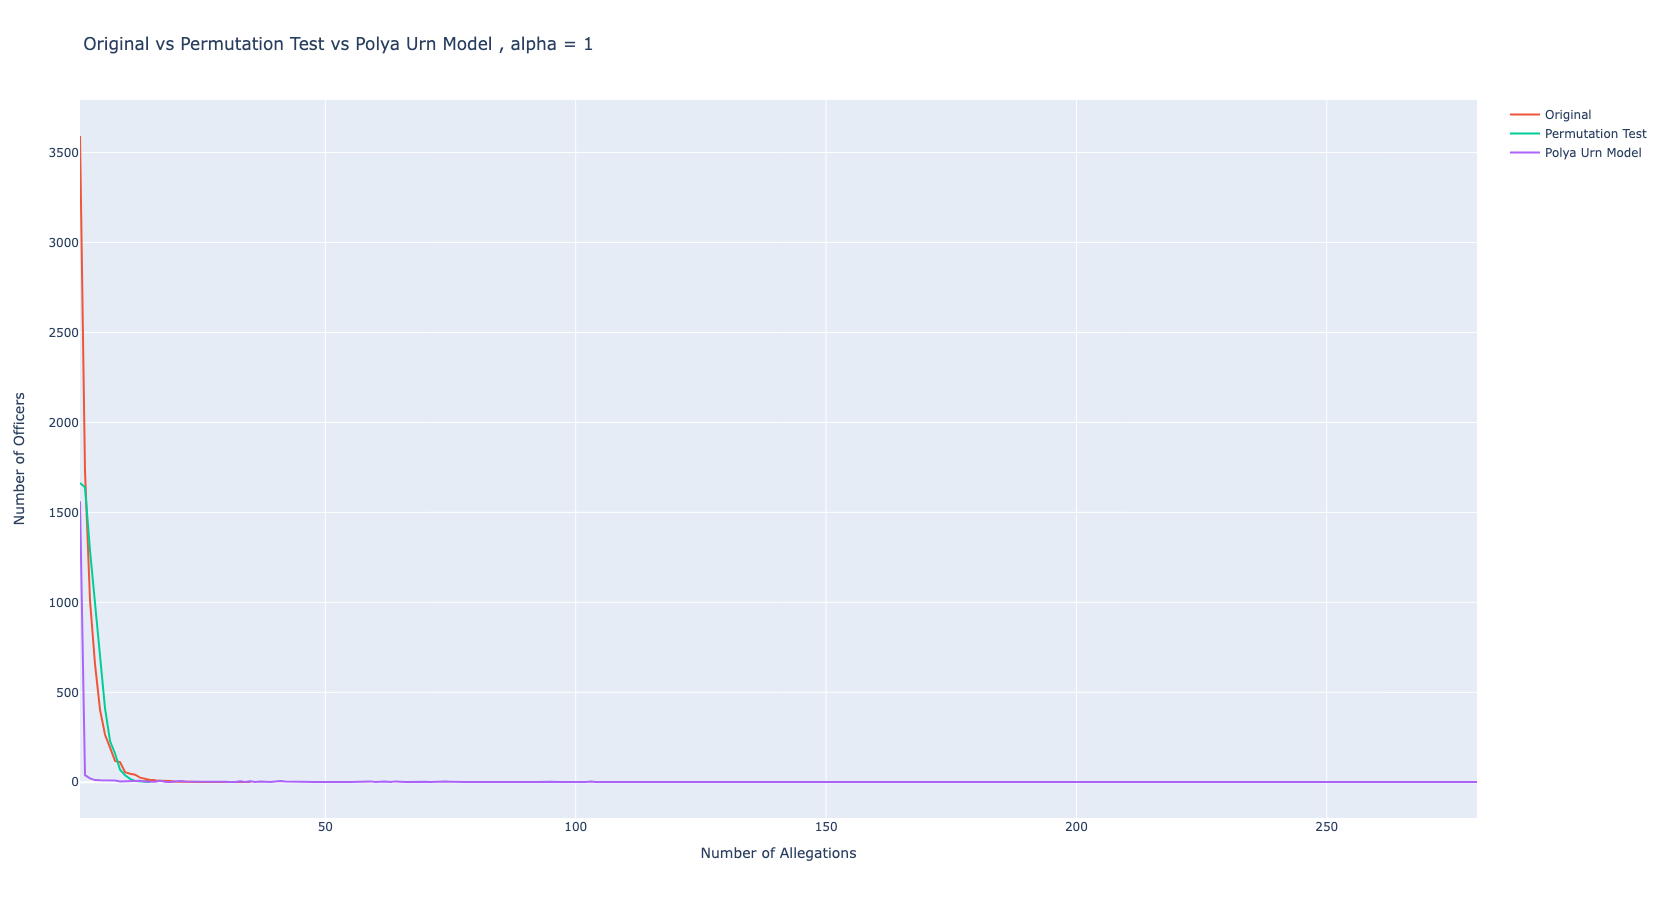 Original vs Permutation Test vs Polya Urn Model , alpha = 1
Original
Permutation Test
Polya Urn Model
Number of Officers
3500
3000
2500
2000
1500
1000
500
0
50
100
150
200
250
Number of Allegations